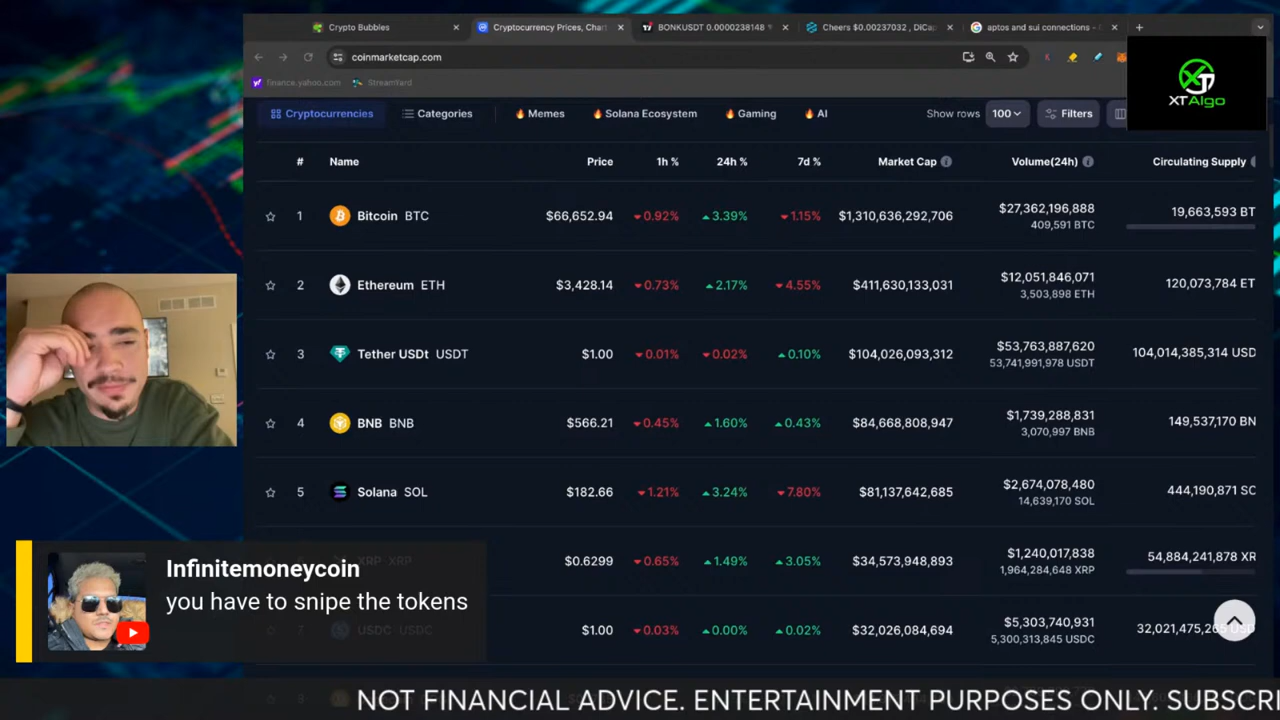 Crypto Bubbles
Cryptocurrency Prices, Char
BONKUSDT 0.0000238148
Cheers $0.00237032 , DiCa
aptos and sui connections -
coinmarketcap.com
finance.yahoo.com
StreamYard
XT
XTAlgo
Cryptocurrencies
Categories
Memes
Solana Ecosystem
Gaming
AI
Show rows
100
Filters
# Name Price 1h % 24h % 7d % Market Cap Volume(24h) Circulating Supply
1 Bitcoin BTC $66,652.94 0.92% 3.39% 1.15% $1,310,636,292,706 $27,362,196,888 19,663,593 BT
409,591 BTC
2 Ethereum ETH $3,428.14 0.73% 2.17% 4.55% $411,630,133,031 $12,051,846,071 120,073,784 ET
3,503,898 ETH
3 Tether USDt USDT $1.00 0.01% 0.02% 0.10% $104,026,093,312 $53,763,887,620 104,014,385,314 USD
53,741,991,978 USDT
4 BNB BNB $566.21 0.45% 1.60% 0.43% $84,668,808,947 $1,739,288,831 149,537,170 BN
3,070,997 BNB
5 Solana SOL $182.66 1.21% 3.24% 7.80% $81,137,642,685 $2,674,078,480 444,190,871 SC
14,639,170 SOL
XRP XRP $0.6299 0.65% 1.49% 3.05% $34,573,948,893 $1,240,017,838 54,884,241,878 XR
1,964,284,648 XRP
7 USDC USDC $1.00 0.03% 0.00% 0.02% $32,026,084,694 $5,303,740,931 32,021,475,265 USD
5,300,313,845 USDC
Infinitemoneycoin
you have to snipe the tokens
NOT FINANCIAL ADVICE. ENTERTAINMENT PURPOSES ONLY. SUBSCRI